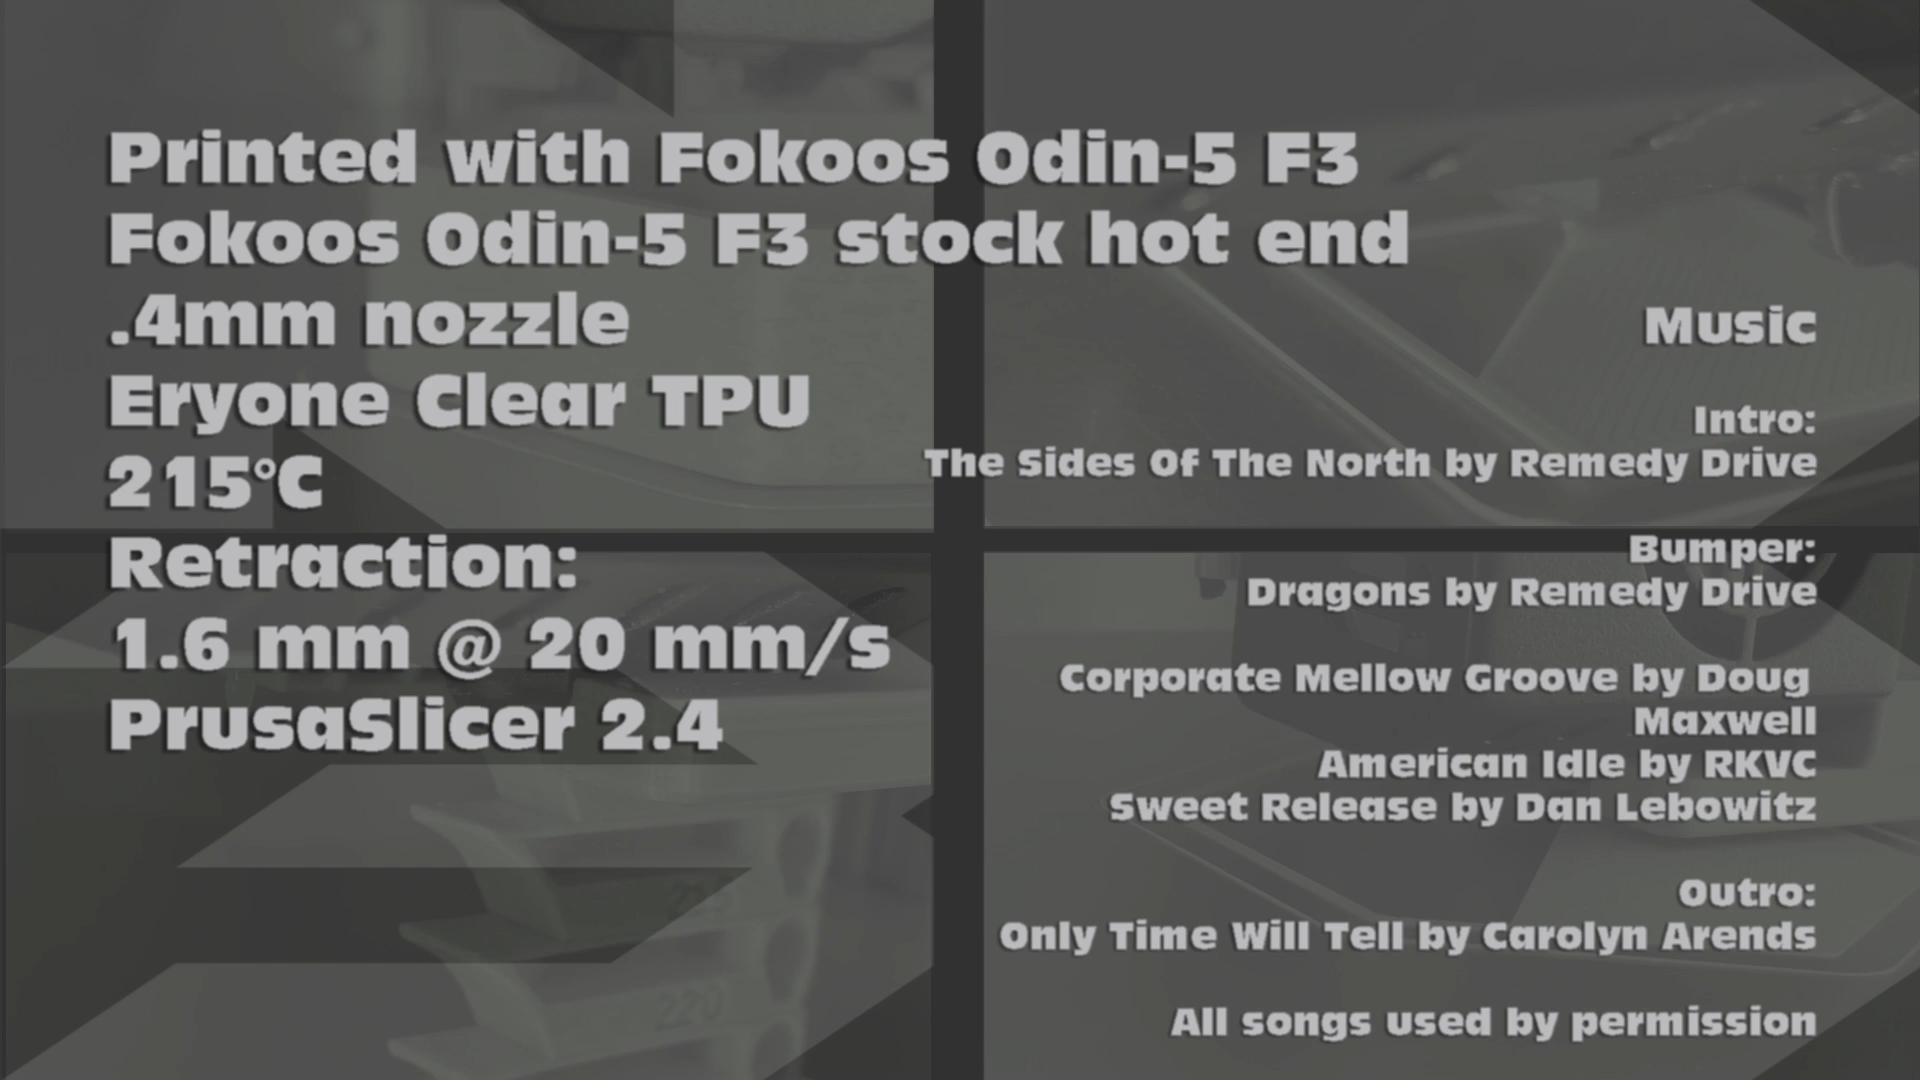 Printed with Fokoos Odin-5 F3
Fokoos Odin-5 F3 stock hot end
.4mm nozzle
Eryone Clear TPU
215°C
Retraction:
1.6 mm @ 20 mm/s
PrusaSlicer 2.4
Music
Intro:
The Sides Of The North by Remedy Drive
Bumper:
Dragons by Remedy Drive
Corporate Mellow Groove by Doug
Maxwell
American Idle by RKVC
Sweet Release by Dan Lebowitz
Outro:
Only Time Will Tell by Carolyn Arends
All songs used by permission
220